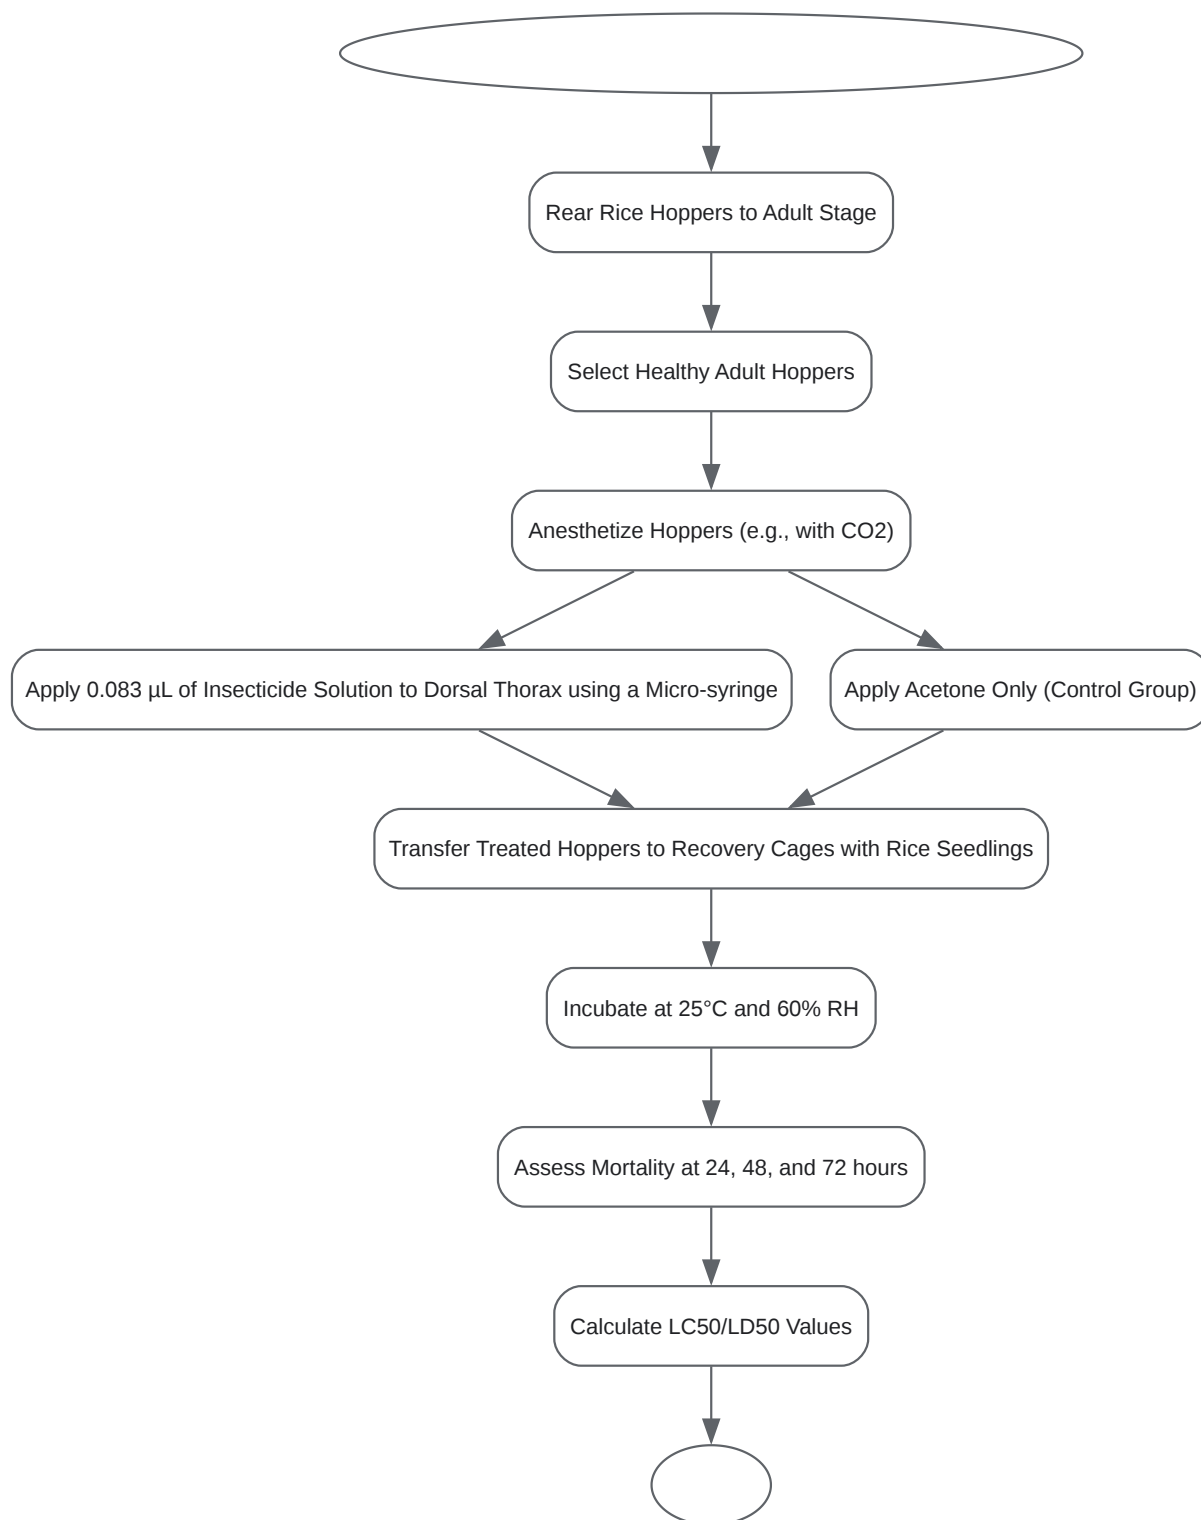 Rear Rice Hoppers to Adult Stage
Select Healthy Adult Hoppers
Anesthetize Hoppers (e.g., with CO2)
Apply 0.083 µL of Insecticide Solution to Dorsal Thorax using a Micro-syringe
Apply Acetone Only (Control Group)
Transfer Treated Hoppers to Recovery Cages with Rice Seedlings
Incubate at 25°C and 60% RH
Assess Mortality at 24, 48, and 72 hours
Calculate LC50/LD50 Values